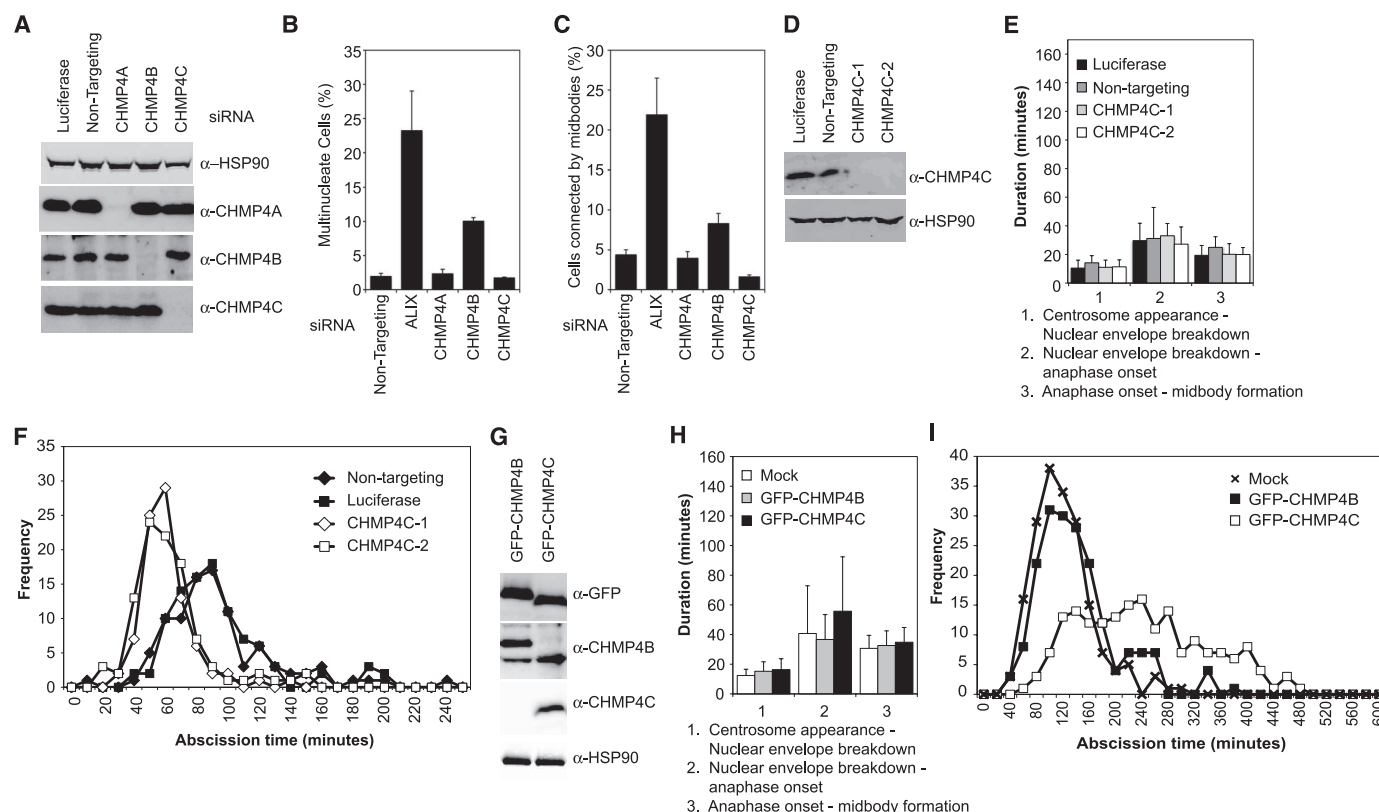 A
Luciferase
Non-Targeting
CHMP4A
CHMP4B
CHMP4C
siRNA
α–HSP90
α-CHMP4A
α-CHMP4B
α-CHMP4C
B
Multinucleate Cells (%)
35
30
25
20
15
10
5
0
siRNA
Non-Targeting
ALIX
CHMP4A
CHMP4B
CHMP4C
C
Cells connected by midbodies (%)
30
25
20
15
10
5
0
siRNA
Non-Targeting
ALIX
CHMP4A
CHMP4B
CHMP4C
D
Luciferase
Non-Targeting
CHMP4C-1
CHMP4C-2
α-CHMP4C
α-HSP90
E
Duration (minutes)
160
140
120
100
80
60
40
20
0
Luciferase
Non-targeting
CHMP4C-1
CHMP4C-2
1 2 3
1. Centrosome appearance -
Nuclear envelope breakdown
2. Nuclear envelope breakdown -
anaphase onset
3. Anaphase onset - midbody formation
F
Frequency
35
30
25
20
15
10
5
0
Non-targeting
Luciferase
CHMP4C-1
CHMP4C-2
0 20 40 60 80 100 120 140 160 180 200 220 240
Abscission time (minutes)
G
GFP-CHMP4B
GFP-CHMP4C
α-GFP
α-CHMP4B
α-CHMP4C
α-HSP90
H
Duration (minutes)
160
140
120
100
80
60
40
20
0
Mock
GFP-CHMP4B
GFP-CHMP4C
1 2 3
1. Centrosome appearance -
Nuclear envelope breakdown
2. Nuclear envelope breakdown -
anaphase onset
3. Anaphase onset - midbody formation
I
Frequency
40
35
30
25
20
15
10
5
0
Mock
GFP-CHMP4B
GFP-CHMP4C
0 40 80 120 160 200 240 280 320 360 400 440 480 520 560 600
Abscission time (minutes)